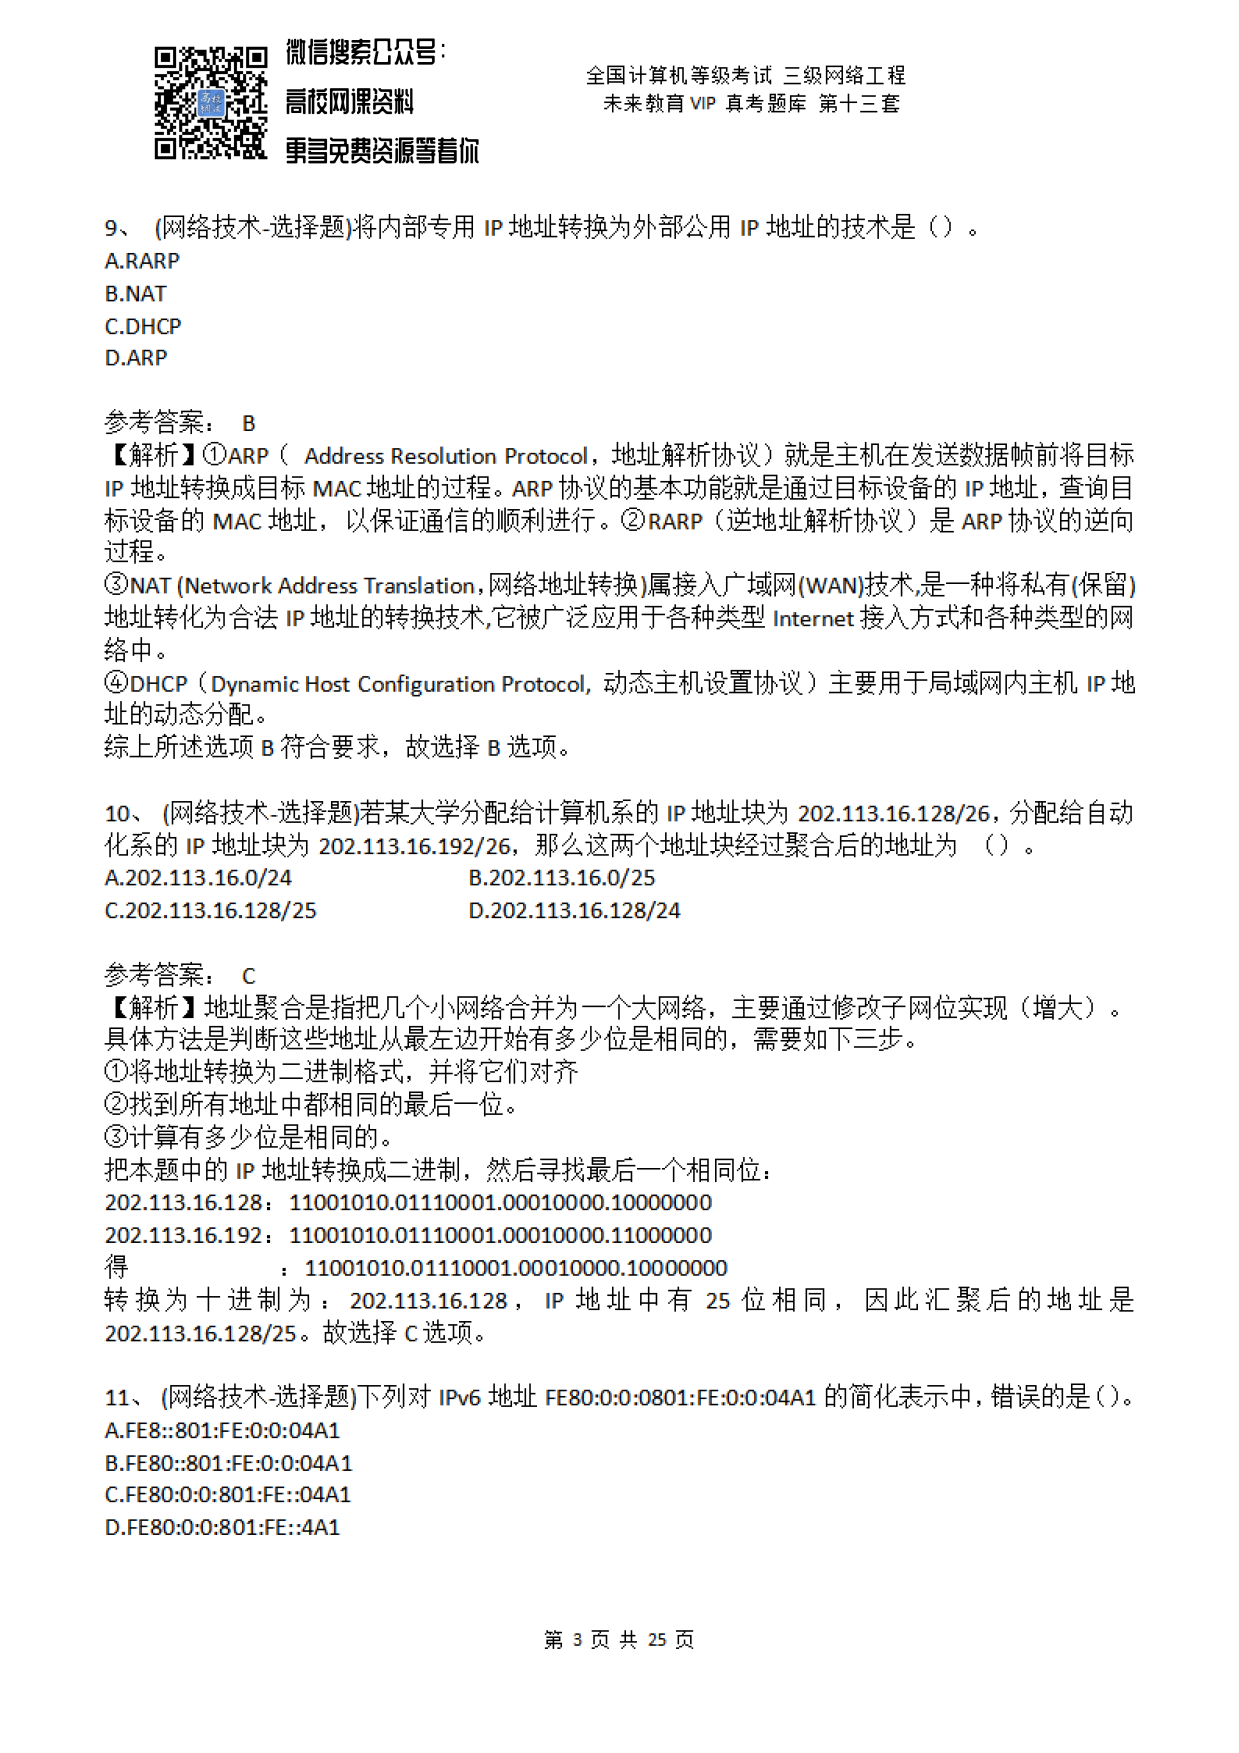 微信搜索公众号：
高校网课资料
更多免费资源等着你
全国计算机等级考试 三级网络工程
未来教育 VIP 真考题库 第十三套
9、 (网络技术-选择题)将内部专用 IP 地址转换为外部公用 IP 地址的技术是（）。
A.RARP
B.NAT
C.DHCP
D.ARP
参考答案： B
【解析】①ARP（ Address Resolution Protocol，地址解析协议）就是主机在发送数据帧前将目标
IP 地址转换成目标 MAC 地址的过程。ARP 协议的基本功能就是通过目标设备的 IP 地址，查询目
标设备的 MAC 地址，以保证通信的顺利进行。②RARP（逆地址解析协议）是 ARP 协议的逆向
过程。
③NAT (Network Address Translation，网络地址转换)属接入广域网(WAN)技术,是一种将私有(保留)
地址转化为合法 IP 地址的转换技术,它被广泛应用于各种类型 Internet 接入方式和各种类型的网
络中。
④DHCP（Dynamic Host Configuration Protocol, 动态主机设置协议）主要用于局域网内主机 IP 地
址的动态分配。
综上所述选项 B 符合要求，故选择 B 选项。
10、 (网络技术-选择题)若某大学分配给计算机系的 IP 地址块为 202.113.16.128/26，分配给自动
化系的 IP 地址块为 202.113.16.192/26，那么这两个地址块经过聚合后的地址为 （）。
A.202.113.16.0/24 B.202.113.16.0/25
C.202.113.16.128/25 D.202.113.16.128/24
参考答案： C
【解析】地址聚合是指把几个小网络合并为一个大网络，主要通过修改子网位实现（增大）。
具体方法是判断这些地址从最左边开始有多少位是相同的，需要如下三步。
①将地址转换为二进制格式，并将它们对齐
②找到所有地址中都相同的最后一位。
③计算有多少位是相同的。
把本题中的 IP 地址转换成二进制，然后寻找最后一个相同位：
202.113.16.128：11001010.01110001.00010000.10000000
202.113.16.192：11001010.01110001.00010000.11000000
得 ：11001010.01110001.00010000.10000000
转换为十进制为：202.113.16.128，IP 地址中有 25 位相同，因此汇聚后的地址是
202.113.16.128/25。故选择 C 选项。
11、 (网络技术-选择题)下列对 IPv6 地址 FE80:0:0:0801:FE:0:0:04A1 的简化表示中，错误的是（）。
A.FE8::801:FE:0:0:04A1
B.FE80::801:FE:0:0:04A1
C.FE80:0:0:801:FE::04A1
D.FE80:0:0:801:FE::4A1
第 3 页 共 25 页